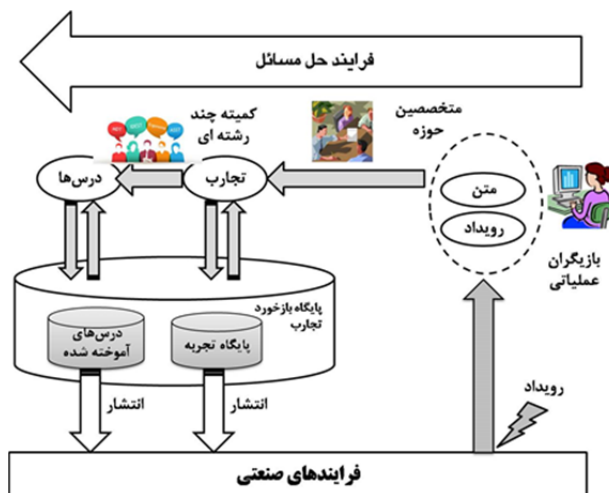 فرایند حل مسائل
متخصصین
حوزه
کمیته چند
رشته ای
درس‌ها
تجارب
متن
رویداد
بازیگران
عملیاتی
پایگاه بازخورد
تجارب
درس‌های
آموخته شده
پایگاه تجربه
انتشار
انتشار
رویداد
فرایندهای صنعتی